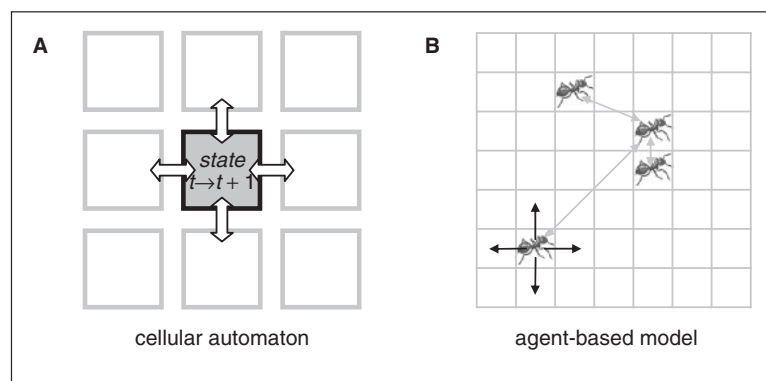 A
B
state
t→t + 1
cellular automaton
agent-based model